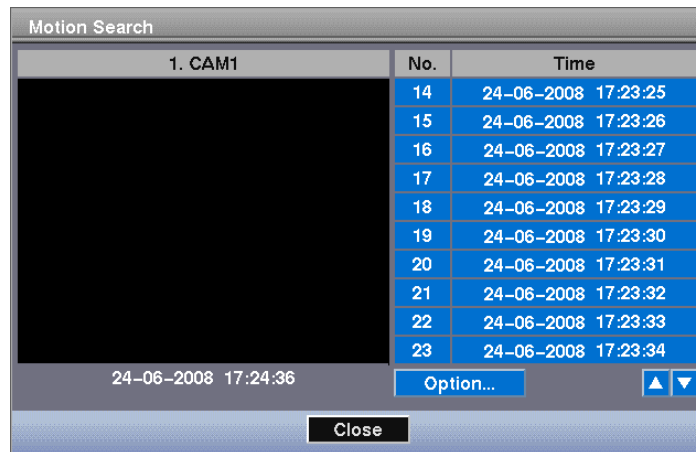 Motion Search
1. CAM1
No. Time
14 24-06-2008 17:23:25
15 24-06-2008 17:23:26
16 24-06-2008 17:23:27
17 24-06-2008 17:23:28
18 24-06-2008 17:23:29
19 24-06-2008 17:23:30
20 24-06-2008 17:23:31
21 24-06-2008 17:23:32
22 24-06-2008 17:23:33
23 24-06-2008 17:23:34
24-06-2008 17:24:36
Option...
Close